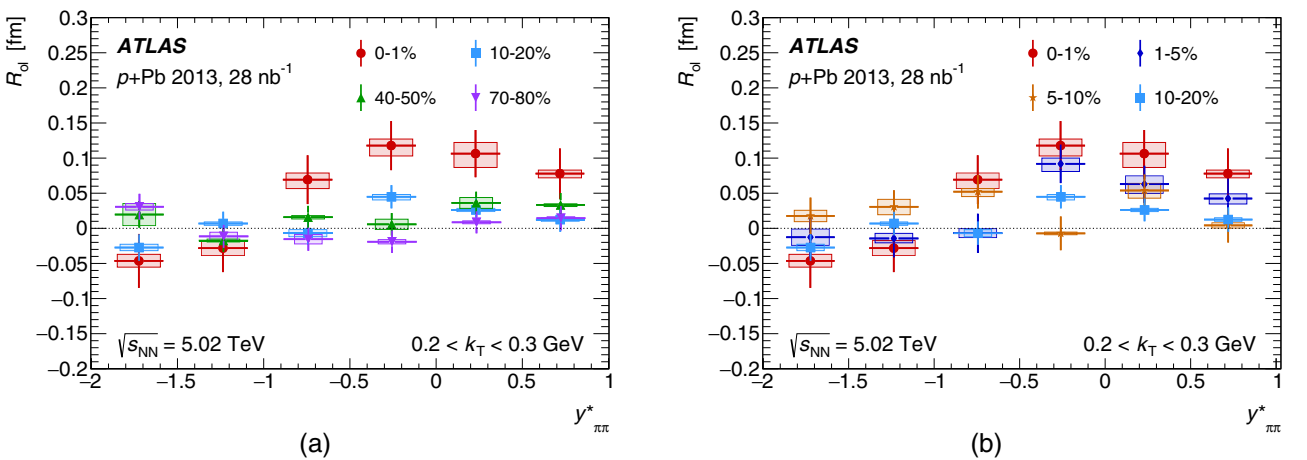 R_ol [fm]
0.3
0.25
0.2
0.15
0.1
0.05
0
−0.05
−0.1
−0.15
−0.2
ATLAS
p+Pb 2013, 28 nb⁻¹
0-1%
10-20%
40-50%
70-80%
√s_NN = 5.02 TeV
0.2 < k_T < 0.3 GeV
−2 −1.5 −1 −0.5 0 0.5 1
y*_ππ
(a)
R_ol [fm]
0.3
0.25
0.2
0.15
0.1
0.05
0
−0.05
−0.1
−0.15
−0.2
ATLAS
p+Pb 2013, 28 nb⁻¹
0-1%
1-5%
5-10%
10-20%
√s_NN = 5.02 TeV
0.2 < k_T < 0.3 GeV
−2 −1.5 −1 −0.5 0 0.5 1
y*_ππ
(b)